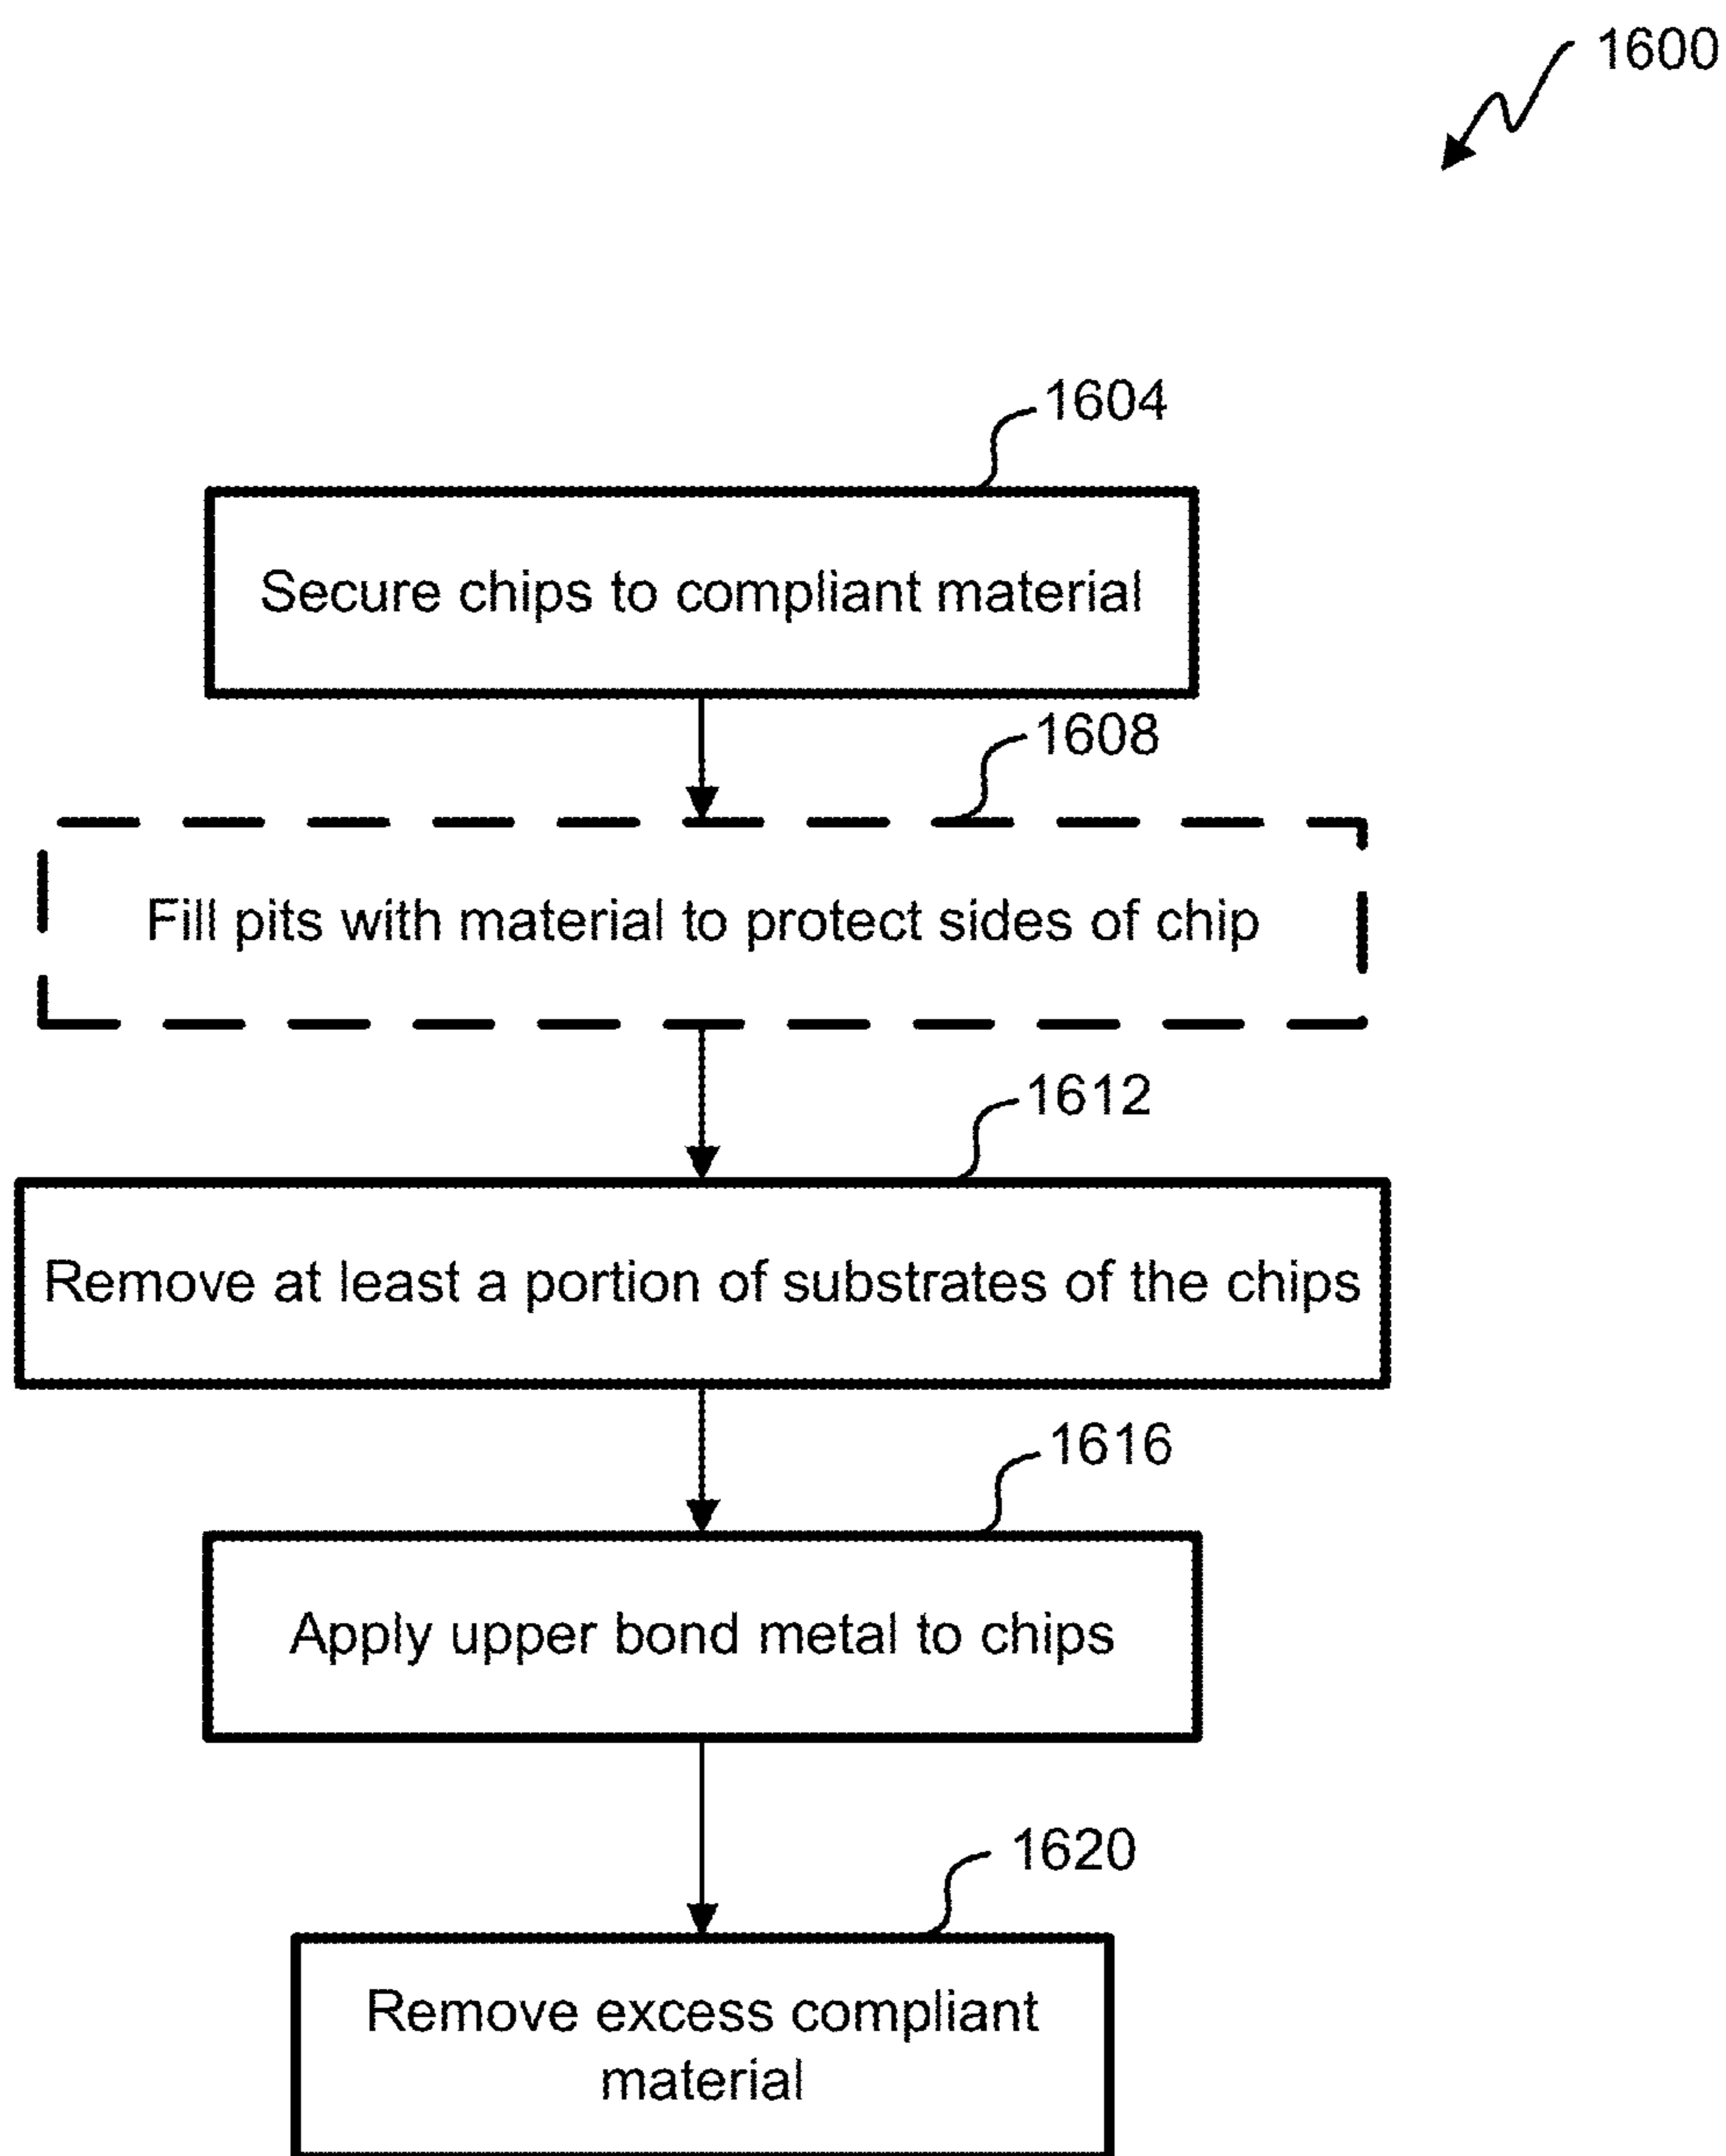 1600
1604
Secure chips to compliant material
1608
Fill pits with material to protect sides of chip
1612
Remove at least a portion of substrates of the chips
1616
Apply upper bond metal to chips
1620
Remove excess compliant
material